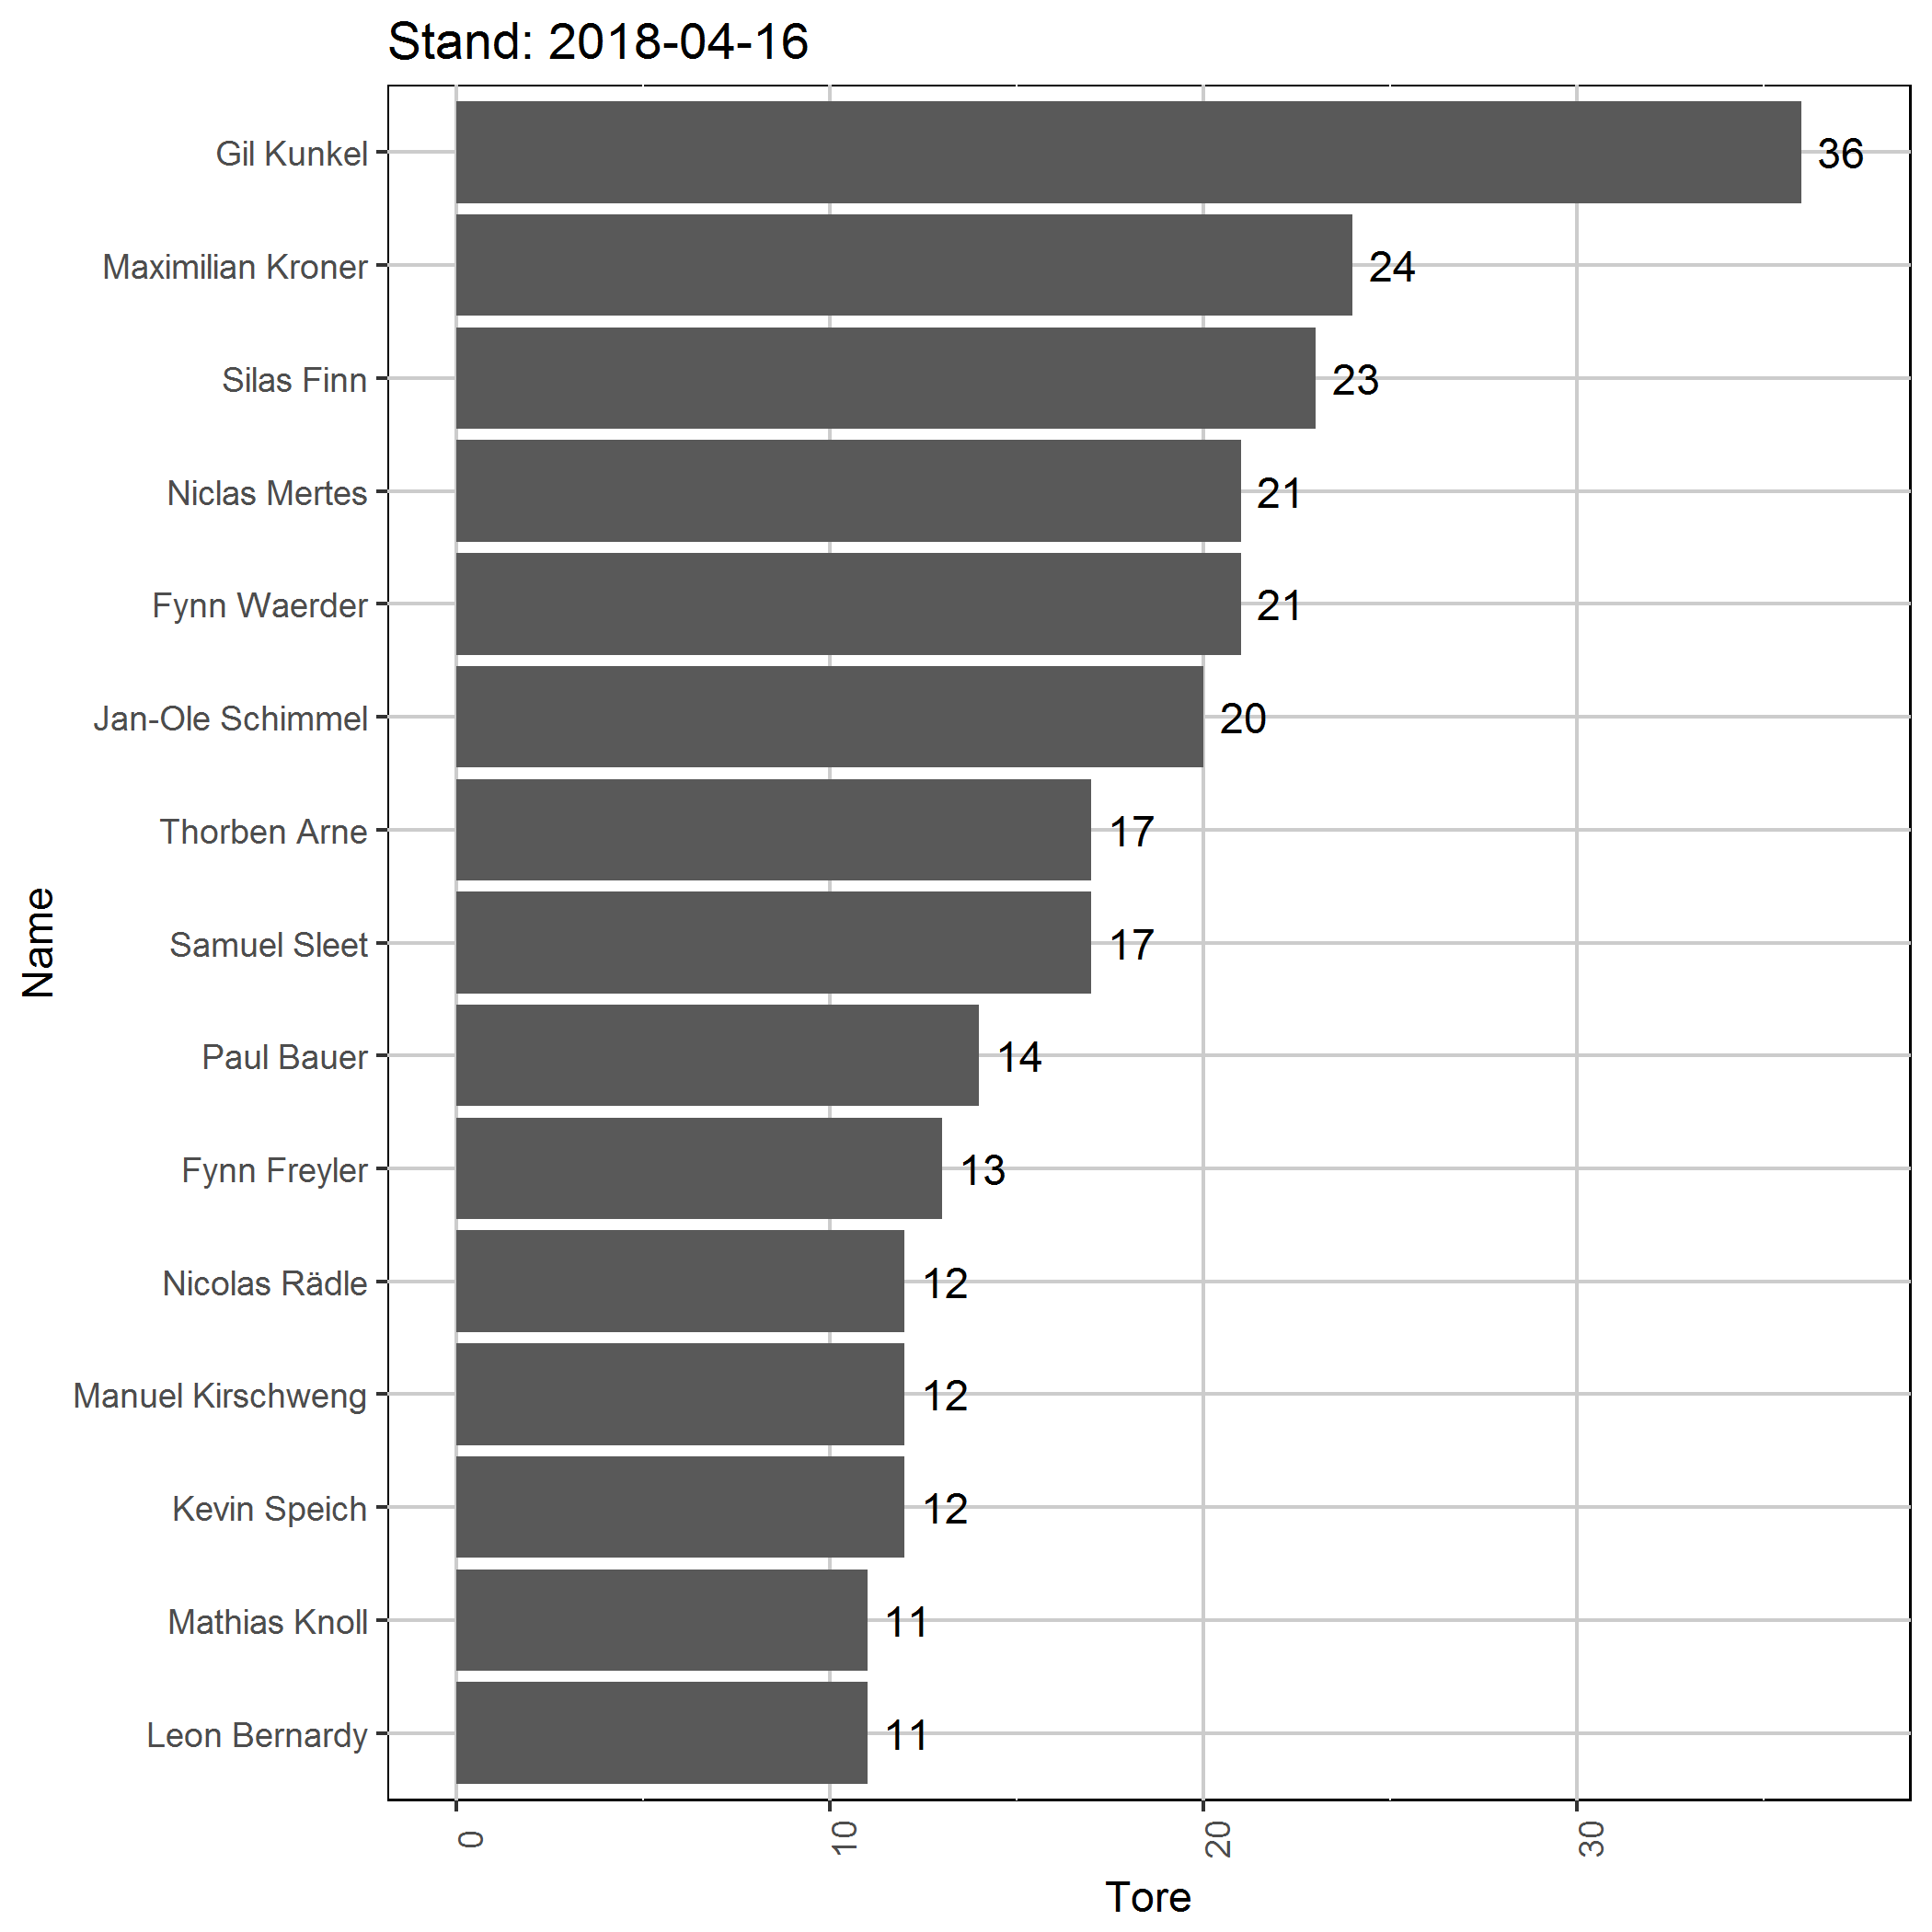 Stand: 2018-04-16
Name
Gil Kunkel 36
Maximilian Kroner 24
Silas Finn 23
Niclas Mertes 21
Fynn Waerder 21
Jan-Ole Schimmel 20
Thorben Arne 17
Samuel Sleet 17
Paul Bauer 14
Fynn Freyler 13
Nicolas Rädle 12
Manuel Kirschweng 12
Kevin Speich 12
Mathias Knoll 11
Leon Bernardy 11
0 10 20 30
Tore